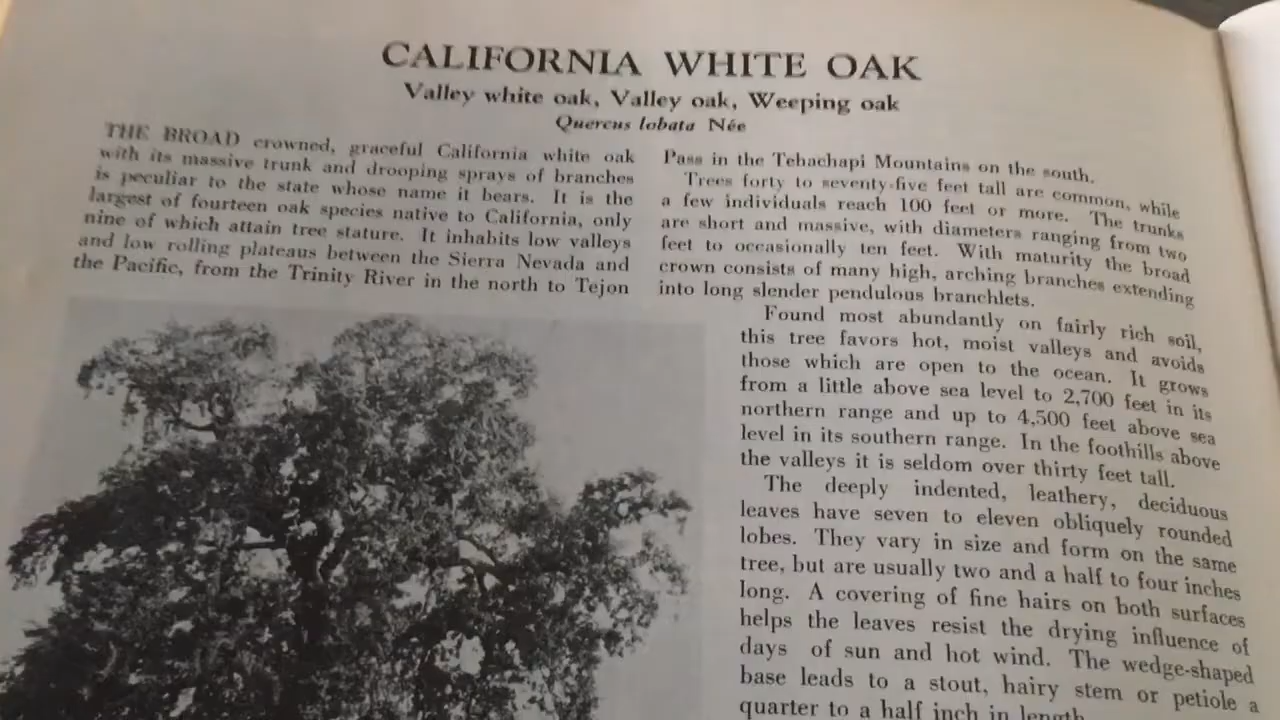 CALIFORNIA WHITE OAK
Valley white oak, Valley oak, Weeping oak
Quercus lobata Née
THE BROAD crowned, graceful California white oak
with its massive trunk and drooping sprays of branches
is peculiar to the state whose name it bears. It is the
largest of fourteen oak species native to California, only
nine of which attain tree stature. It inhabits low valleys
and low rolling plateaus between the Sierra Nevada and
the Pacific, from the Trinity River in the north to Tejon
Pass in the Tehachapi Mountains on the south.
Trees forty to seventy-five feet tall are common, while
a few individuals reach 100 feet or more. The trunks
are short and massive, with diameters ranging from two
feet to occasionally ten feet. With maturity the broad
crown consists of many high, arching branches extending
into long slender pendulous branchlets.
Found most abundantly on fairly rich soil,
this tree favors hot, moist valleys and avoids
those which are open to the ocean. It grows
from a little above sea level to 2,700 feet in its
northern range and up to 4,500 feet above sea
level in its southern range. In the foothills above
the valleys it is seldom over thirty feet tall.
The deeply indented, leathery, deciduous
leaves have seven to eleven obliquely rounded
lobes. They vary in size and form on the same
tree, but are usually two and a half to four inches
long. A covering of fine hairs on both surfaces
helps the leaves resist the drying influence of
days of sun and hot wind. The wedge-shaped
base leads to a stout, hairy stem or petiole a
quarter to a half inch in length.